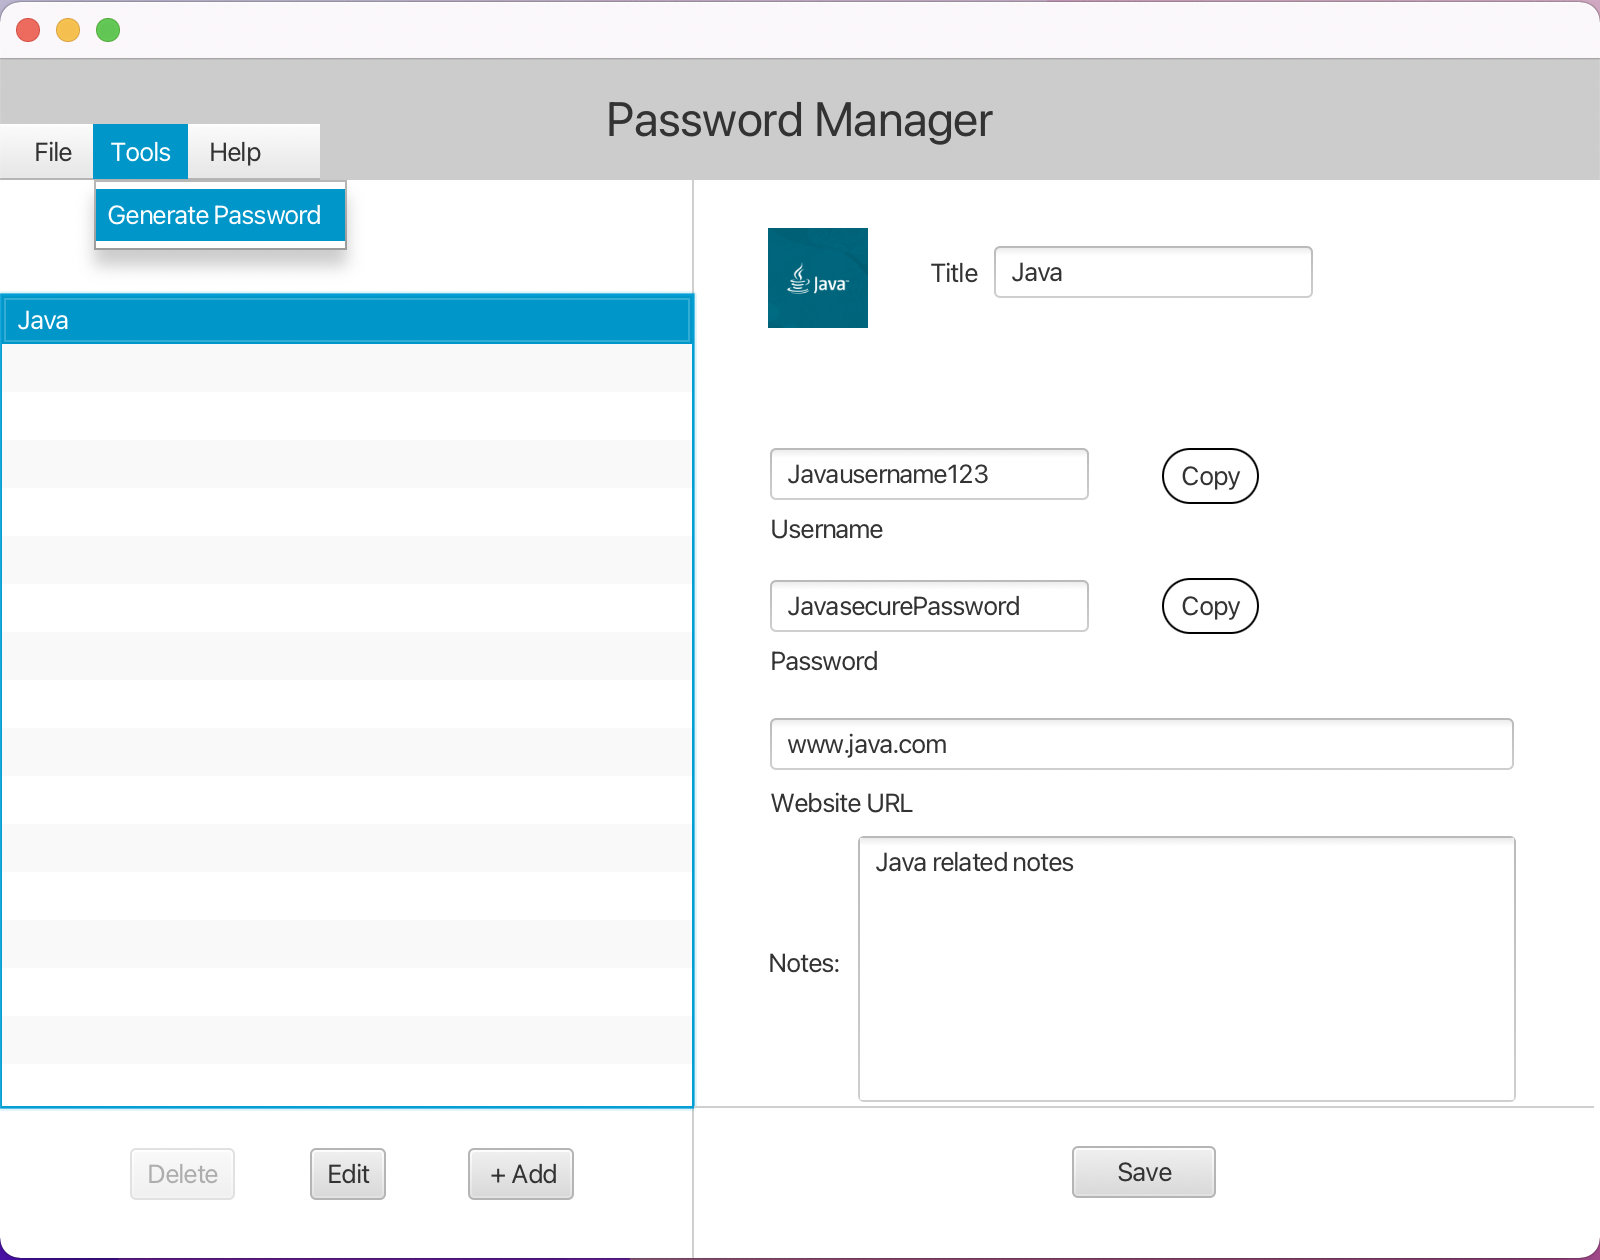 Password Manager
File Tools Help
Generate Password
Java
Java
Title Java
Javausername123 Copy
Username
JavasecurePassword Copy
Password
www.java.com
Website URL
Java related notes
Notes:
Delete Edit + Add
Save